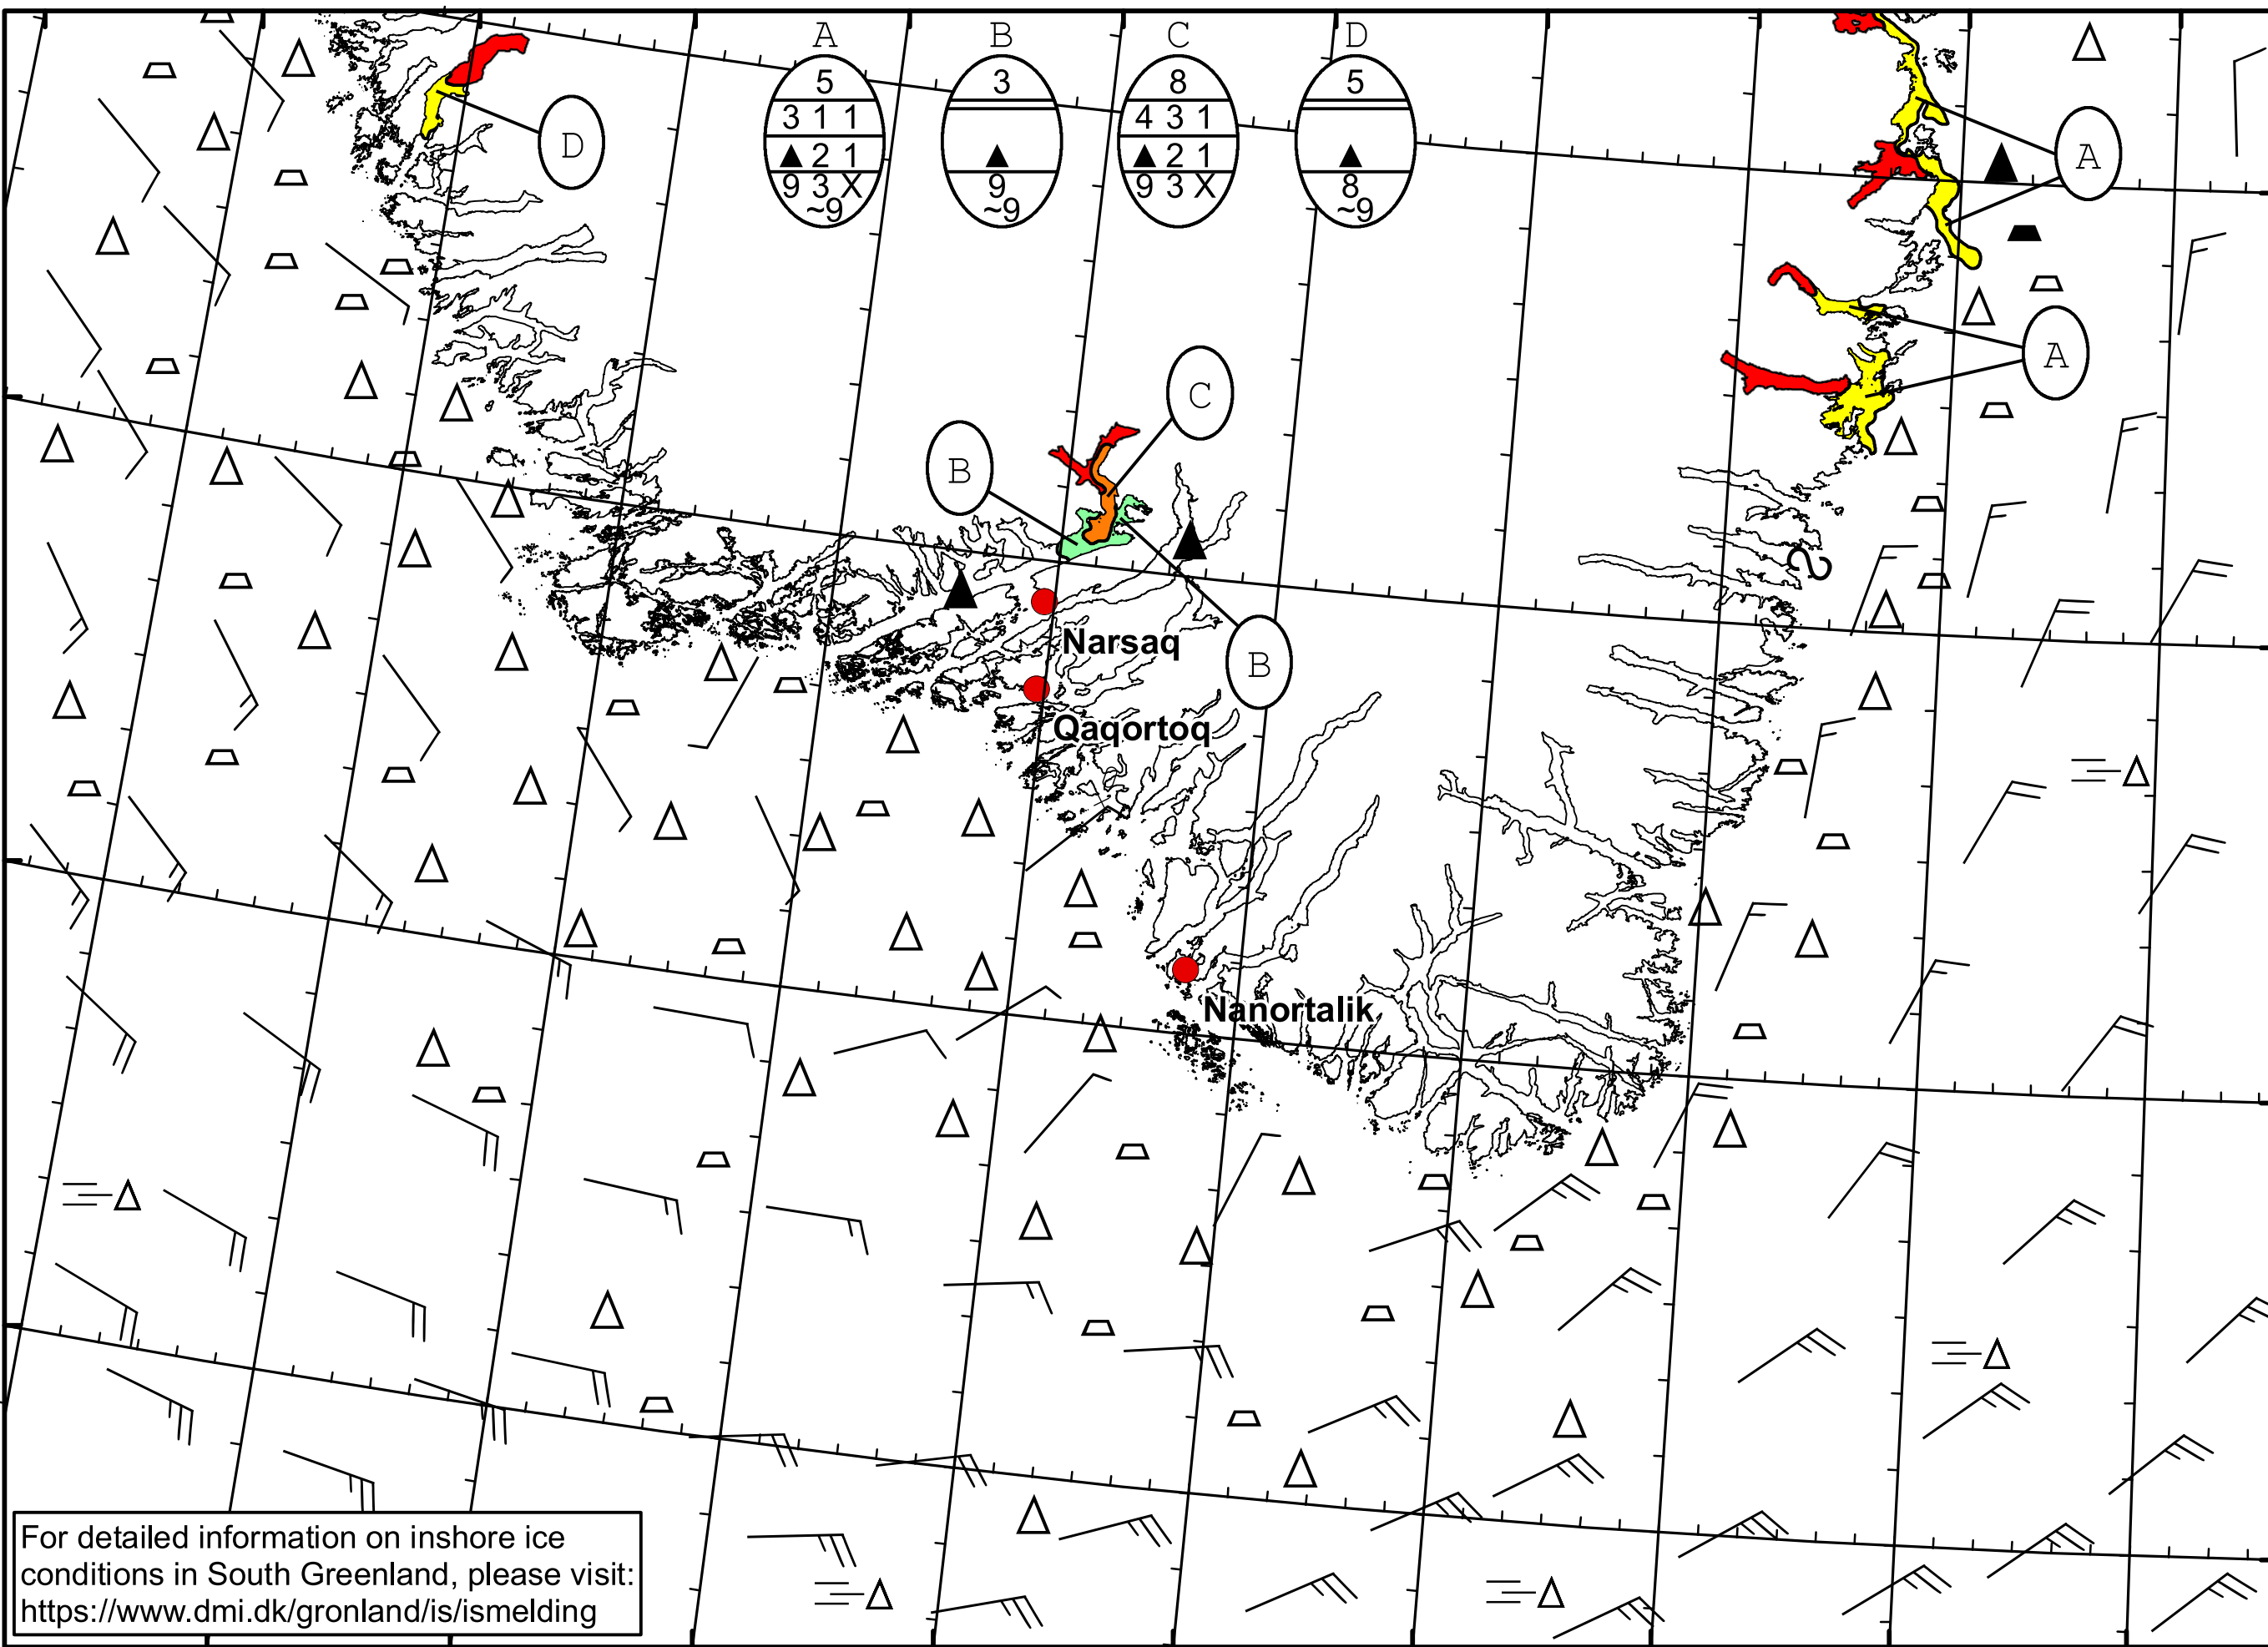 A B C D
5
3 1 1
▲ 2 1
9 3 X
~9
3
▲
9
~9
8
4 3 1
▲ 2 1
9 3 X
5
▲
8
~9
D
A
A
C
B
B
Narsaq
Qaqortoq
Nanortalik
For detailed information on inshore ice
conditions in South Greenland, please visit:
https://www.dmi.dk/gronland/is/ismelding